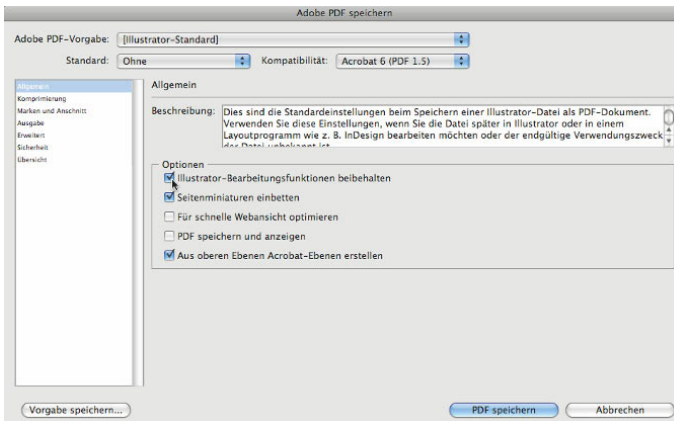 Adobe PDF speichern
Adobe PDF-Vorgabe: [Illustrator-Standard]
Standard: Ohne Kompatibilität: Acrobat 6 (PDF 1.5)
Allgemein
Komprimierung
Marken und Anschnitt
Ausgabe
Erweitert
Sicherheit
Übersicht
Allgemein
Beschreibung: Dies sind die Standardeinstellungen beim Speichern einer Illustrator-Datei als PDF-Dokument.
Verwenden Sie diese Einstellungen, wenn Sie die Datei später in Illustrator oder in einem
Layoutprogramm wie z. B. InDesign bearbeiten möchten oder der endgültige Verwendungszweck
der Datei unbekannt ist
Optionen
Illustrator-Bearbeitungsfunktionen beibehalten
Seitenminiaturen einbetten
Für schnelle Webansicht optimieren
PDF speichern und anzeigen
Aus oberen Ebenen Acrobat-Ebenen erstellen
Vorgabe speichern... PDF speichern Abbrechen